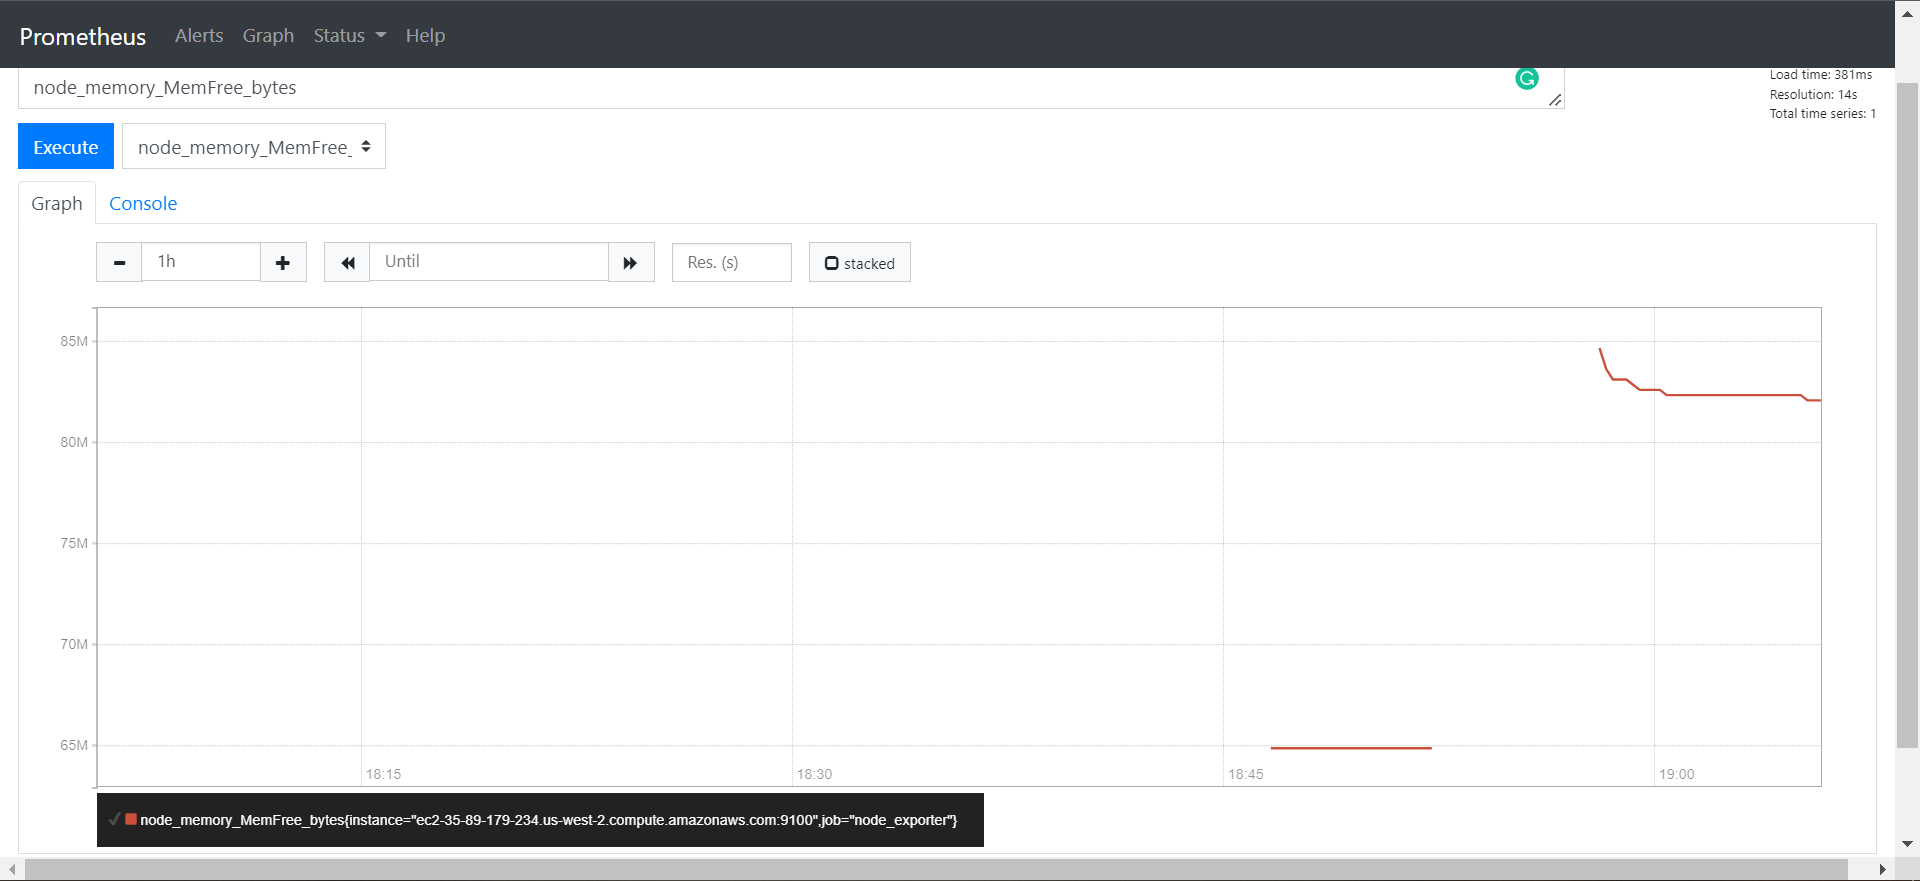 Prometheus Alerts Graph Status Help
node_memory_MemFree_bytes
Load time: 381ms
Resolution: 14s
Total time series: 1
Execute node_memory_MemFree_
Graph Console
1h Until Res. (s) stacked
85M
80M
75M
70M
65M
18:15 18:30 18:45 19:00
node_memory_MemFree_bytes{instance="ec2-35-89-179-234.us-west-2.compute.amazonaws.com:9100",job="node_exporter"}